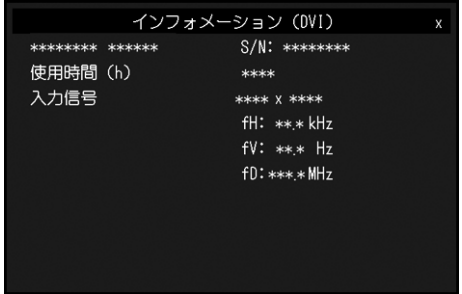 インフォメーション (DVI) x
******** ****** S/N: ********
使用時間 (h) ****
入力信号 **** x ****
fH: **.* kHz
fV: **.* Hz
fD:***.*MHz